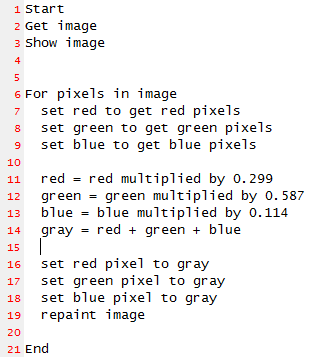 1 Start
2 Get image
3 Show image
4
5
6 For pixels in image
7 set red to get red pixels
8 set green to get green pixels
9 set blue to get blue pixels
10
11 red = red multiplied by 0.299
12 green = green multiplied by 0.587
13 blue = blue multiplied by 0.114
14 gray = red + green + blue
15
16 set red pixel to gray
17 set green pixel to gray
18 set blue pixel to gray
19 repaint image
20
21 End